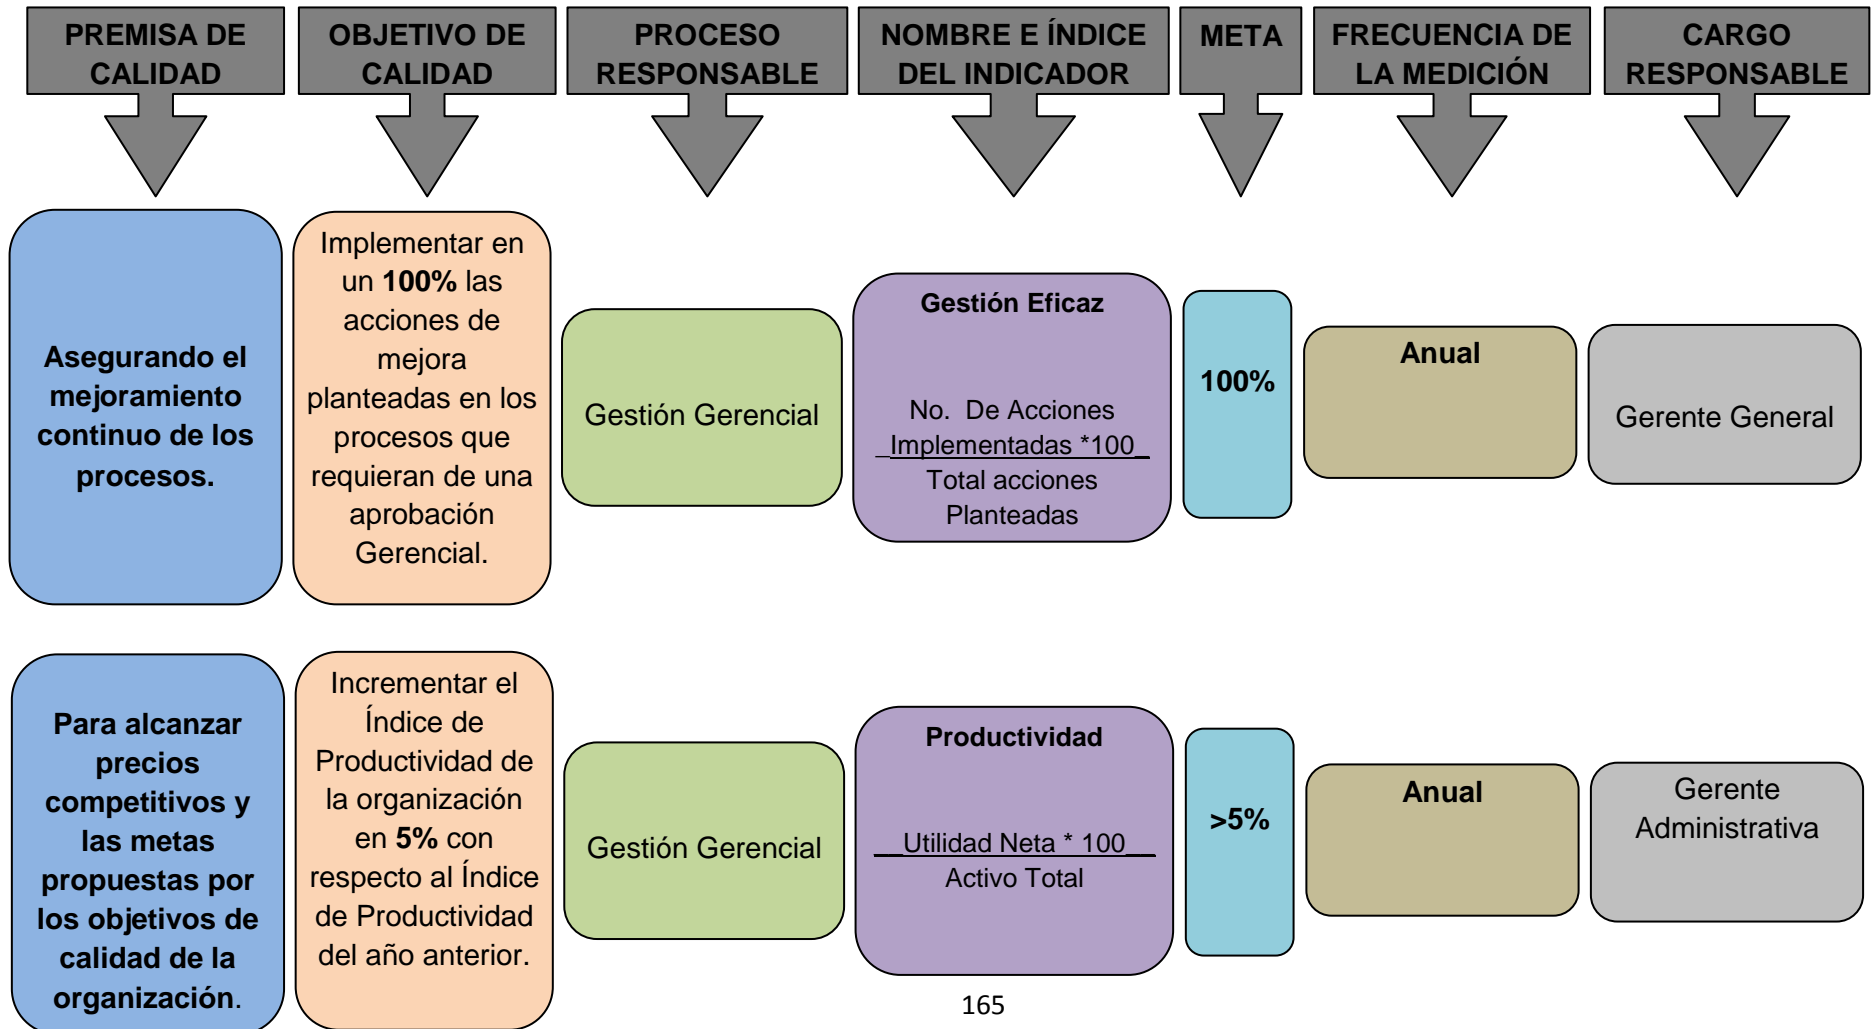 PREMISA DE
CALIDAD
OBJETIVO DE
CALIDAD
PROCESO
RESPONSABLE
NOMBRE E ÍNDICE
DEL INDICADOR
META
FRECUENCIA DE
LA MEDICIÓN
CARGO
RESPONSABLE
Asegurando el
mejoramiento
continuo de los
procesos.
Implementar en
un 100% las
acciones de
mejora
planteadas en los
procesos que
requieran de una
aprobación
Gerencial.
Gestión Gerencial
Gestión Eficaz
No. De Acciones
_Implementadas *100_
Total acciones
Planteadas
100%
Anual
Gerente General
Para alcanzar
precios
competitivos y
las metas
propuestas por
los objetivos de
calidad de la
organización.
Incrementar el
Índice de
Productividad de
la organización
en 5% con
respecto al Índice
de Productividad
del año anterior.
Gestión Gerencial
Productividad
__Utilidad Neta * 100__
Activo Total
>5%
Anual
Gerente
Administrativa
165